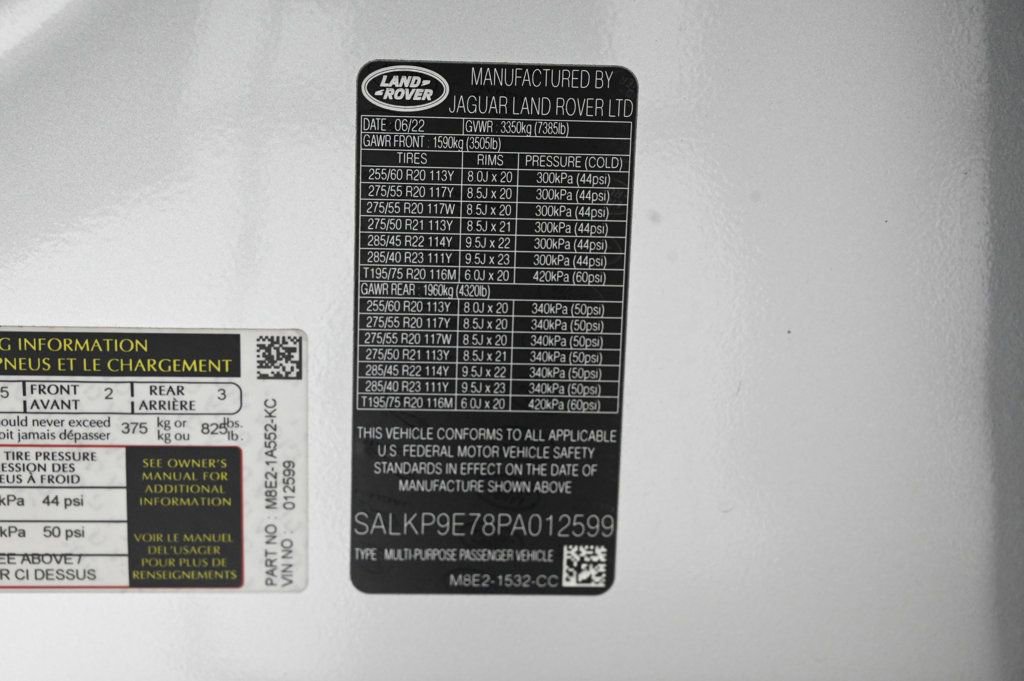 LAND-
-ROVER
MANUFACTURED BY
JAGUAR LAND ROVER LTD
DATE : 06/22 GVWR : 3350kg (7385lb)
GAWR FRONT : 1590kg (3505lb)
TIRES RIMS PRESSURE (COLD)
255/60 R20 113Y 8.0J x 20 300kPa (44psi)
275/55 R20 117Y 8.5J x 20 300kPa (44psi)
275/55 R20 117W 8.5J x 20 300kPa (44psi)
275/50 R21 113Y 8.5J x 21 300kPa (44psi)
285/45 R22 114Y 9.5J x 22 300kPa (44psi)
285/40 R23 111Y 9.5J x 23 300kPa (44psi)
T195/75 R20 116M 6.0J x 20 420kPa (60psi)
GAWR REAR : 1960kg (4320lb)
255/60 R20 113Y 8.0J x 20 340kPa (50psi)
275/55 R20 117Y 8.5J x 20 340kPa (50psi)
275/55 R20 117W 8.5J x 20 340kPa (50psi)
275/50 R21 113Y 8.5J x 21 340kPa (50psi)
285/45 R22 114Y 9.5J x 22 340kPa (50psi)
285/40 R23 111Y 9.5J x 23 340kPa (50psi)
T195/75 R20 116M 6.0J x 20 420kPa (60psi)
THIS VEHICLE CONFORMS TO ALL APPLICABLE
U.S. FEDERAL MOTOR VEHICLE SAFETY
STANDARDS IN EFFECT ON THE DATE OF
MANUFACTURE SHOWN ABOVE
SALKP9E78PA012599
TYPE : MULTI-PURPOSE PASSENGER VEHICLE
M8E2-1532-CC
G INFORMATION
PNEUS ET LE CHARGEMENT
5 FRONT 2 REAR 3
AVANT ARRIÈRE
ould never exceed 375 kg or 825 lbs.
oit jamais dépasser kg ou lb.
TIRE PRESSURE
ESSION DES
EUS À FROID
kPa 44 psi
kPa 50 psi
EE ABOVE /
R CI DESSUS
SEE OWNER'S
MANUAL FOR
ADDITIONAL
INFORMATION
VOIR LE MANUEL
DEL'USAGER
POUR PLUS DE
RENSEIGNEMENTS
PART NO : M8E2-1A552-KC
VIN NO : 012599